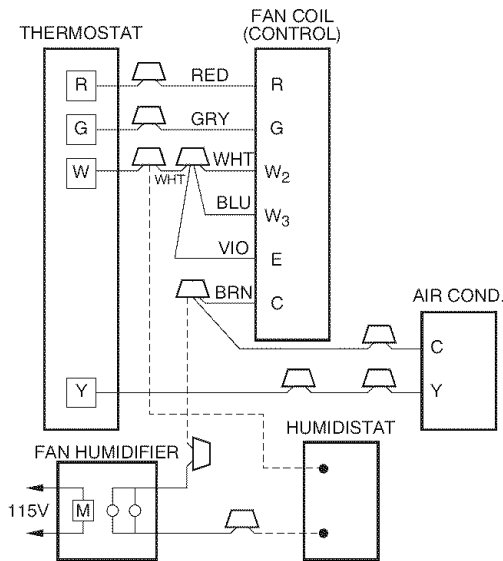 THERMOSTAT
FAN COIL
(CONTROL)
R RED R
G GRY G
W WHT WHT W2
BLU W3
VIO E
BRN C
AIR COND.
C
Y Y
FAN HUMIDIFIER
HUMIDISTAT
115V M